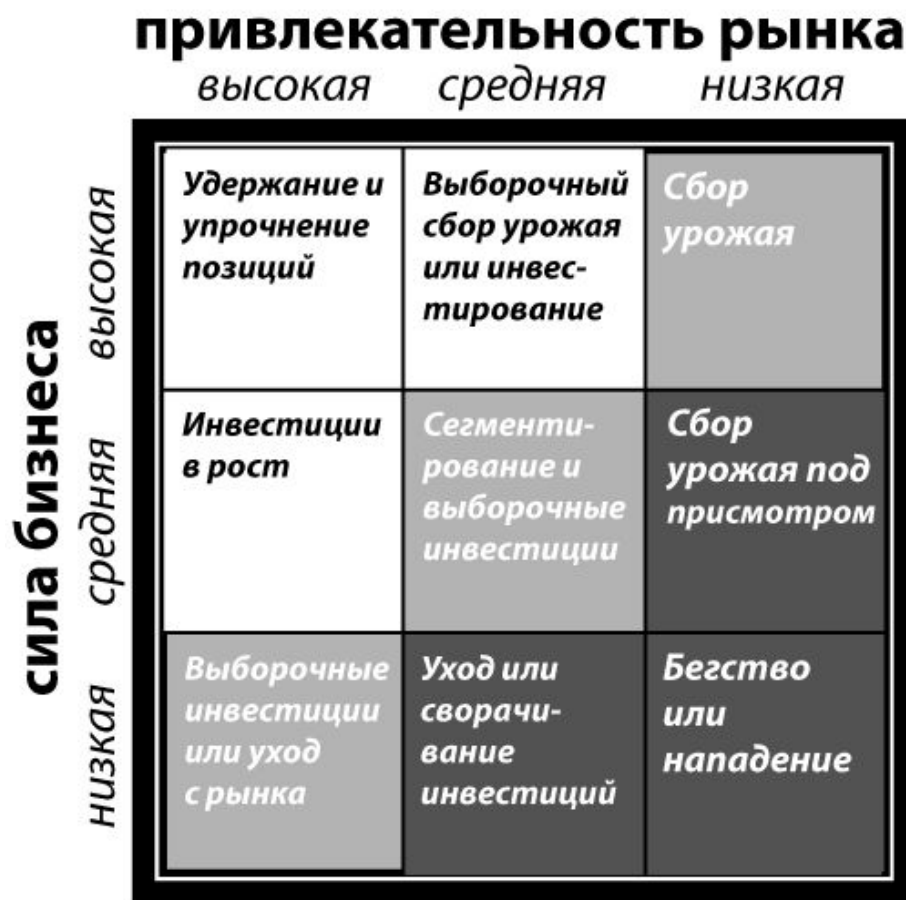 привлекательность рынка
высокая средняя низкая
сила бизнеса
высокая
Удержание и
упрочнение
позиций
Выборочный
сбор урожая
или инвес-
тирование
Сбор
урожая
средняя
Инвестиции
в рост
Сегменти-
рование и
выборочные
инвестиции
Сбор
урожая под
присмотром
низкая
Выборочные
инвестиции
или уход
с рынка
Уход или
сворачи-
вание
инвестиций
Бегство
или
нападение